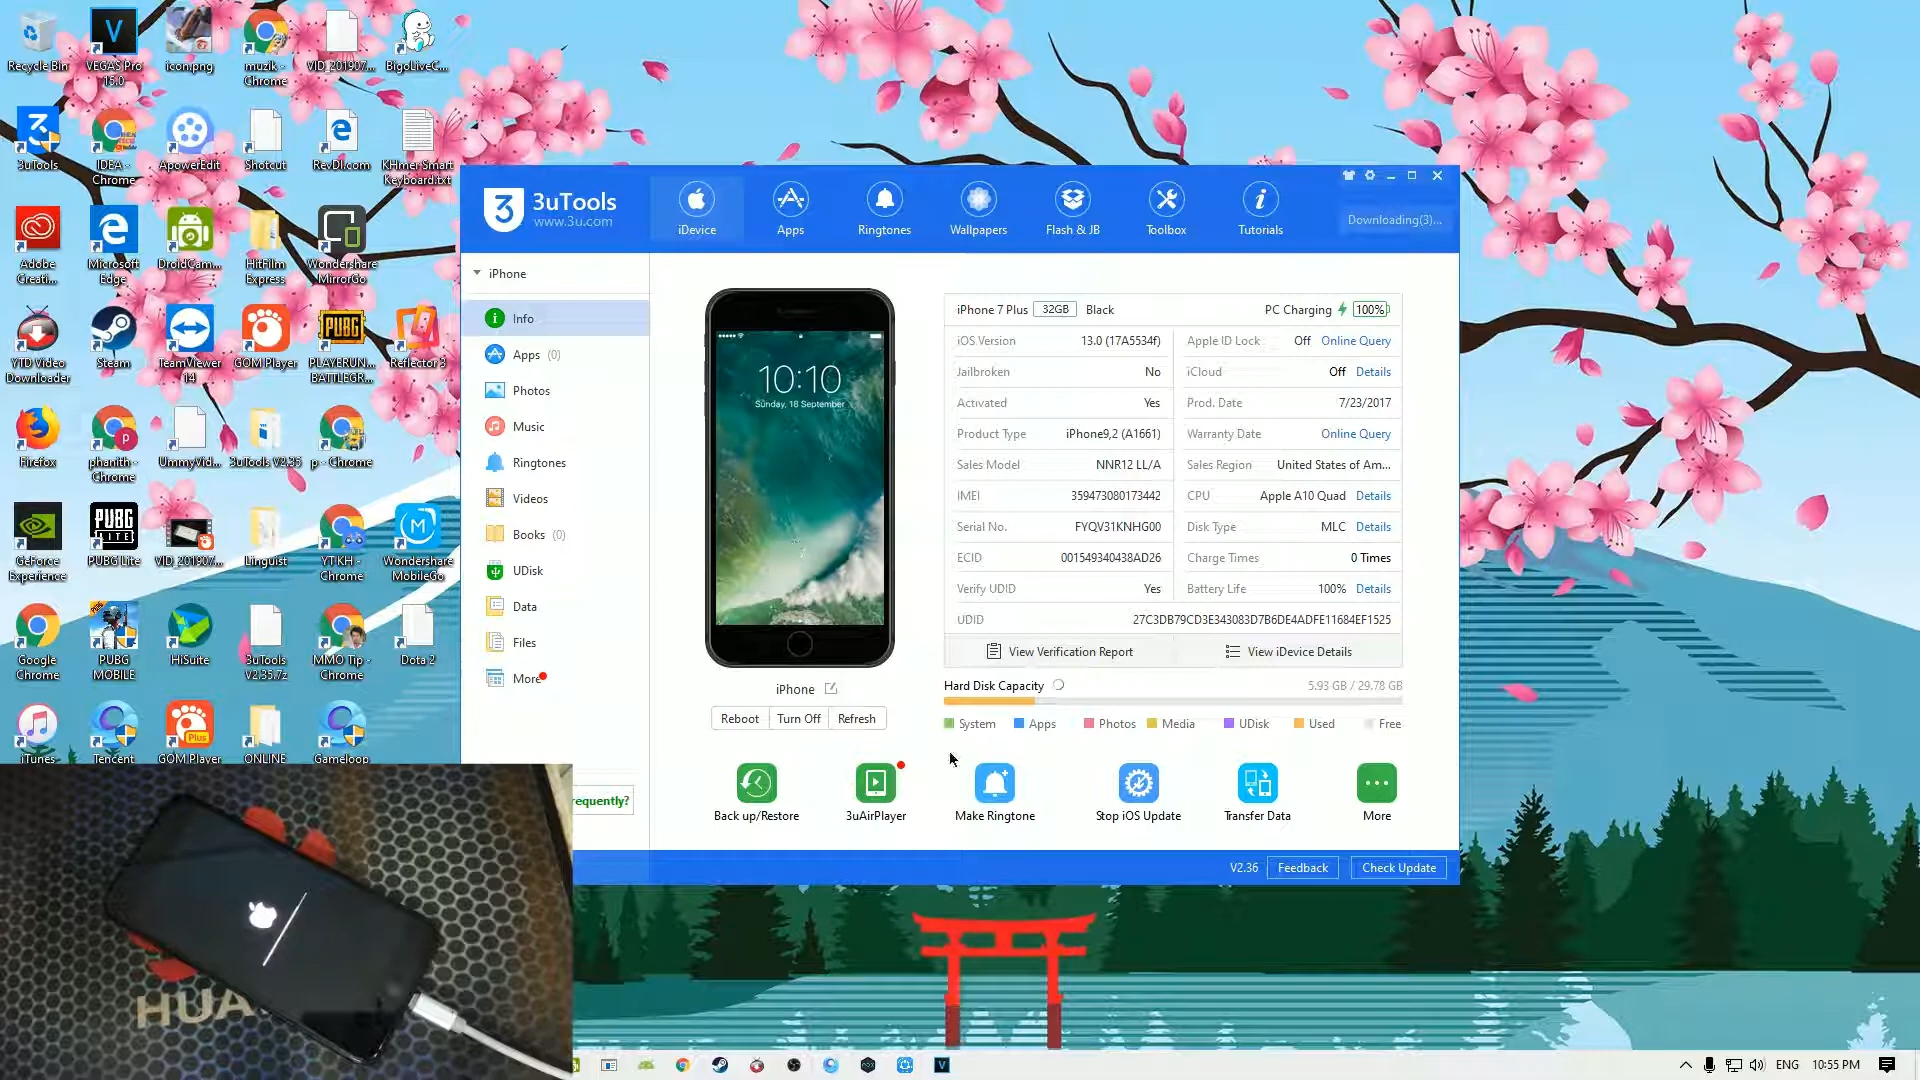 Recycle Bin
VEGAS Pro 15.0
icon.png
muzik - Chrome
VID_201907...
BigoLiveC...
3uTools
IDEA - Chrome
ApowerEdit
Shotcut
RevDl.com
KHmer Smart Keyboard.txt
Adobe Creati...
Microsoft Edge
DroidCam...
HitFilm Express
Wondershare MirrorGo
YTD Video Downloader
Steam
TeamViewer 14
GOM Player
PLAYERUN... BATTLEGR...
Reflector 3
Firefox
phanith - Chrome
UmmyVid...
3uTools V2.35
p - Chrome
GeForce Experience
PUBG Lite
VID_201907...
Linguist
YT KH - Chrome
Wondershare MobileGo
Google Chrome
PUBG MOBILE
HiSuite
3uTools V2.35.7z
MMO Tip - Chrome
Dota 2
iTunes
Tencent
GOM Player
ONLINE
Gameloop
3uTools
www.3u.com
iDevice
Apps
Ringtones
Wallpapers
Flash & JB
Toolbox
Tutorials
Downloading(3)...
iPhone
Info
Apps (0)
Photos
Music
Ringtones
Videos
Books (0)
UDisk
Data
Files
More
requently?
10:10
Sunday, 18 September
iPhone
Reboot
Turn Off
Refresh
iPhone 7 Plus 32GB Black
PC Charging 100%
iOS Version 13.0 (17A5534f)
Apple ID Lock Off Online Query
Jailbroken No
iCloud Off Details
Activated Yes
Prod. Date 7/23/2017
Product Type iPhone9,2 (A1661)
Warranty Date Online Query
Sales Model NNR12 LL/A
Sales Region United States of Am...
IMEI 359473080173442
CPU Apple A10 Quad Details
Serial No. FYQV31KNHG00
Disk Type MLC Details
ECID 001549340438AD26
Charge Times 0 Times
Verify UDID Yes
Battery Life 100% Details
UDID 27C3DB79CD3E343083D7B6DE4ADFE11684EF1525
View Verification Report
View iDevice Details
Hard Disk Capacity 5.93 GB / 29.78 GB
System Apps Photos Media UDisk Used Free
Back up/Restore
3uAirPlayer
Make Ringtone
Stop iOS Update
Transfer Data
More
V2.36
Feedback
Check Update
HUA
ENG
10:55 PM